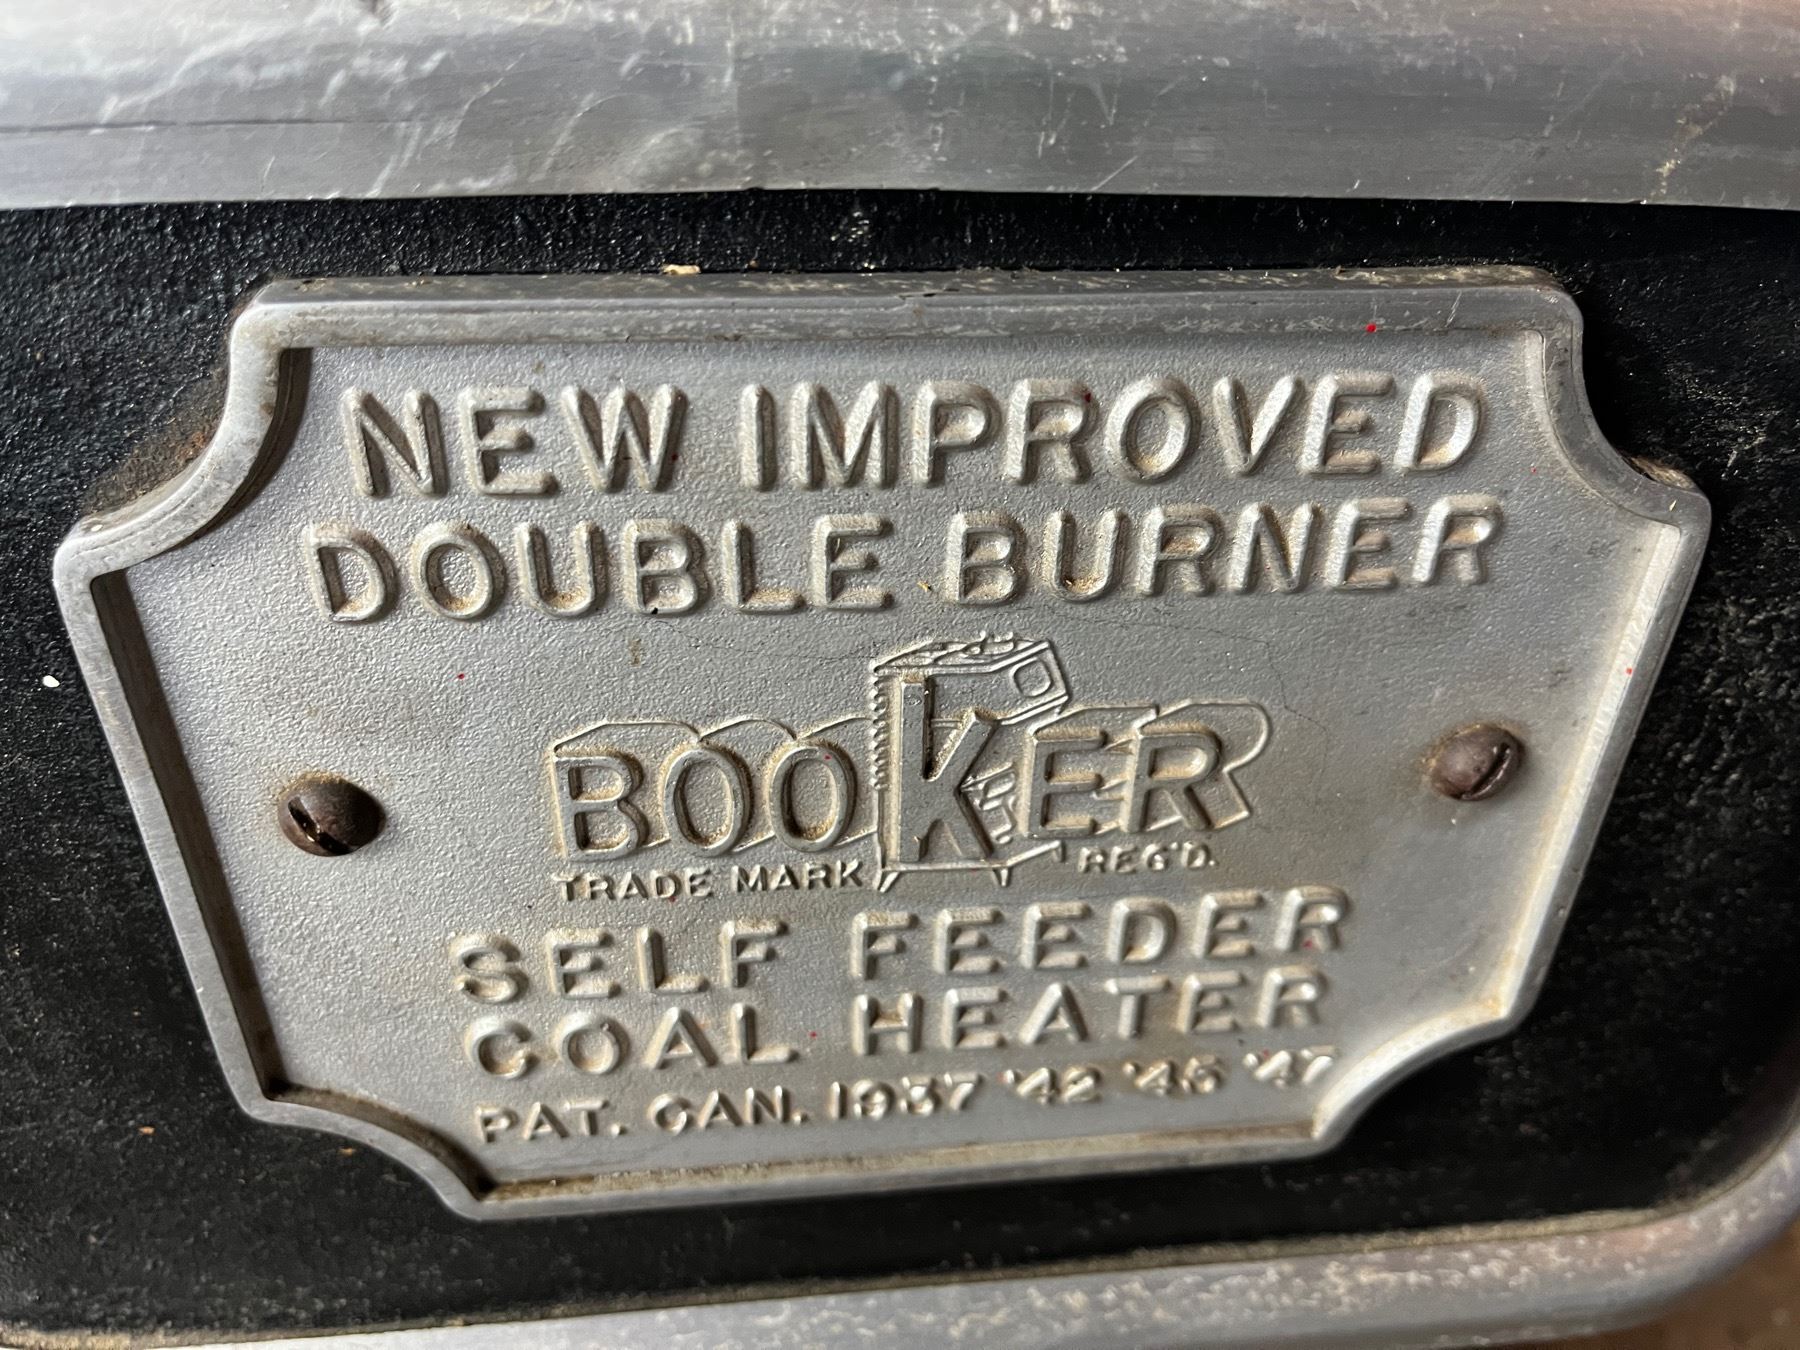 NEW IMPROVED
DOUBLE BURNER
BOOKER
TRADE MARK REG'D.
SELF FEEDER
COAL HEATER
PAT. CAN. 1937 '42 '45 '47